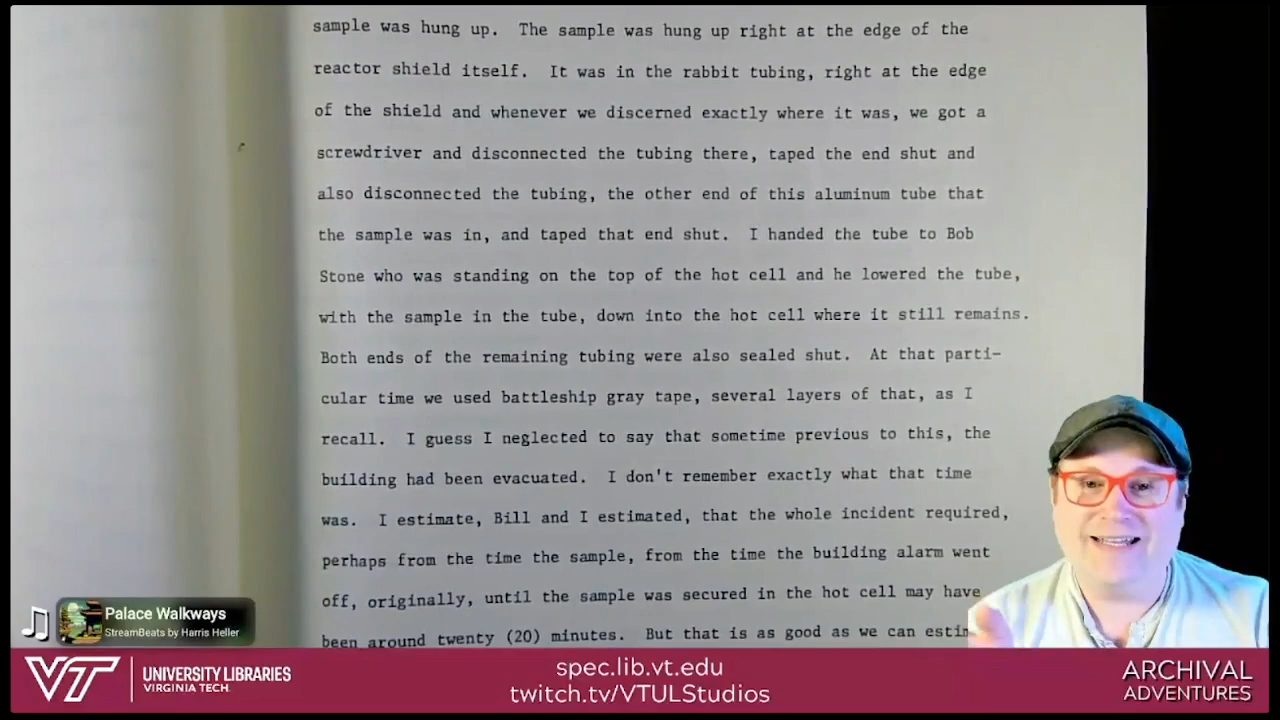 sample was hung up. The sample was hung up right at the edge of the
reactor shield itself. It was in the rabbit tubing, right at the edge
of the shield and whenever we discerned exactly where it was, we got a
screwdriver and disconnected the tubing there, taped the end shut and
also disconnected the tubing, the other end of this aluminum tube that
the sample was in, and taped that end shut. I handed the tube to Bob
Stone who was standing on the top of the hot cell and he lowered the tube,
with the sample in the tube, down into the hot cell where it still remains.
Both ends of the remaining tubing were also sealed shut. At that parti-
cular time we used battleship gray tape, several layers of that, as I
recall. I guess I neglected to say that sometime previous to this, the
building had been evacuated. I don't remember exactly what that time
was. I estimate, Bill and I estimated, that the whole incident required,
perhaps from the time the sample, from the time the building alarm went
off, originally, until the sample was secured in the hot cell may have
been around twenty (20) minutes. But that is as good as we can
Palace Walkways
StreamBeats by Harris Heller
VT
UNIVERSITY LIBRARIES
VIRGINIA TECH
spec.lib.vt.edu
twitch.tv/VTULStudios
ARCHIVAL
ADVENTURES